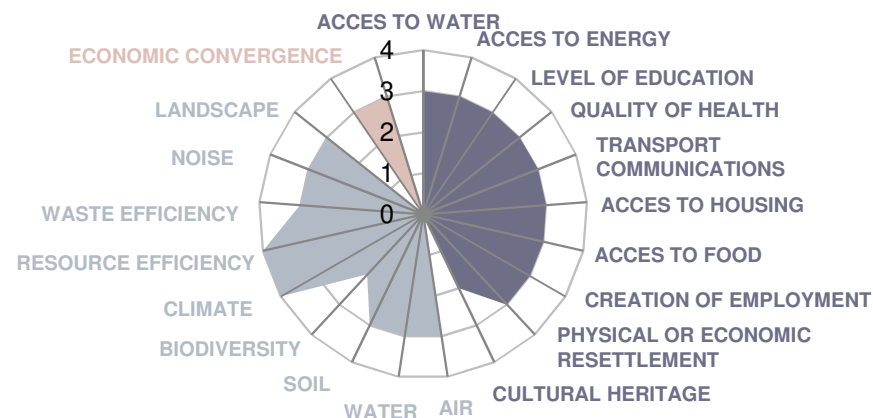 ACCES TO WATER
ACCES TO ENERGY
LEVEL OF EDUCATION
QUALITY OF HEALTH
TRANSPORT
COMMUNICATIONS
ACCES TO HOUSING
ACCES TO FOOD
CREATION OF EMPLOYMENT
PHYSICAL OR ECONOMIC
RESETTLEMENT
CULTURAL HERITAGE
AIR
WATER
SOIL
BIODIVERSITY
CLIMATE
RESOURCE EFFICIENCY
WASTE EFFICIENCY
NOISE
LANDSCAPE
ECONOMIC CONVERGENCE
4
3
2
1
0